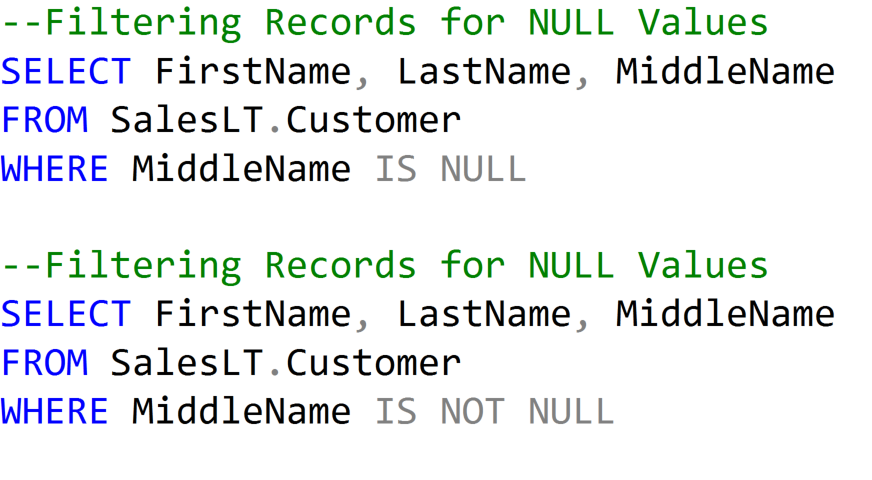 --Filtering Records for NULL Values
SELECT FirstName, LastName, MiddleName
FROM SalesLT.Customer
WHERE MiddleName IS NULL
--Filtering Records for NULL Values
SELECT FirstName, LastName, MiddleName
FROM SalesLT.Customer
WHERE MiddleName IS NOT NULL